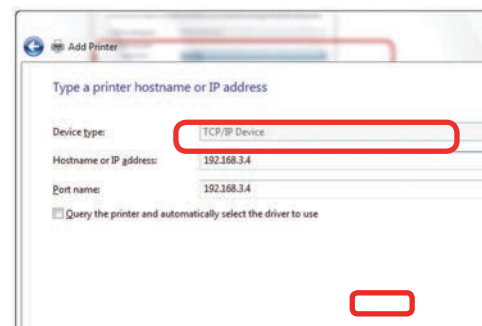 Add Printer
Type a printer hostname or IP address
Device type: TCP/IP Device
Hostname or IP address: 192.168.3.4
Port name: 192.168.3.4
Query the printer and automatically select the driver to use